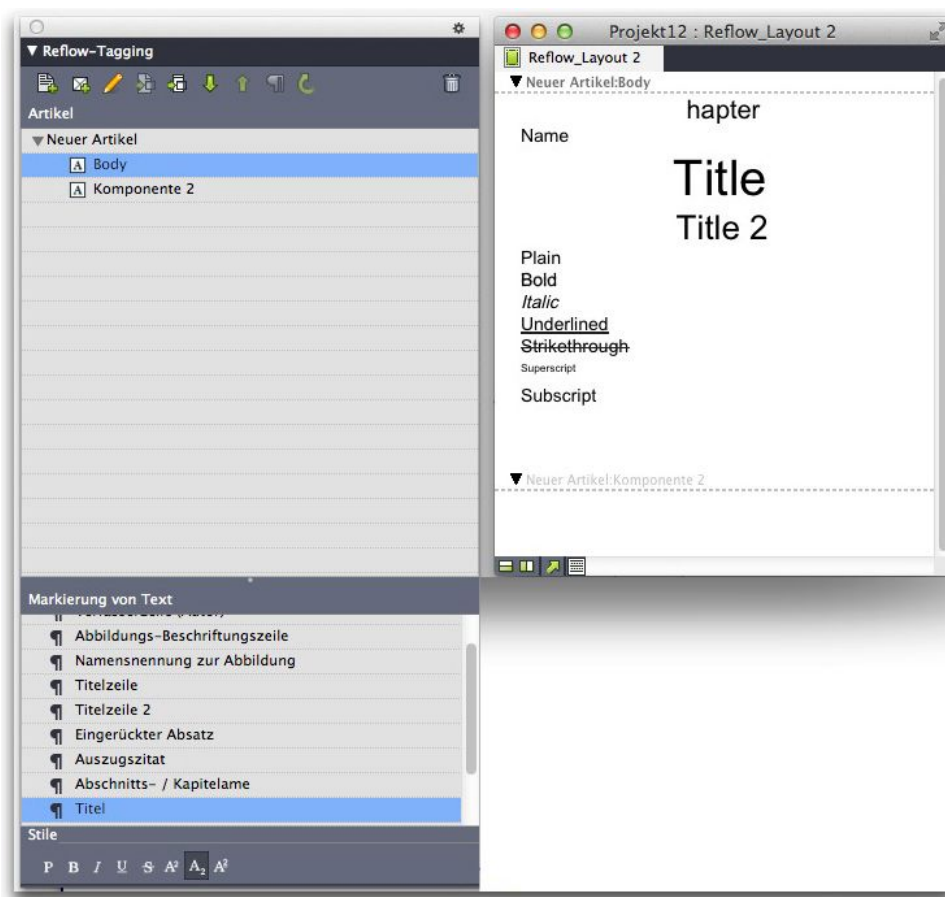 Reflow-Tagging
Artikel
Neuer Artikel
A Body
A Komponente 2
Markierung von Text
Abbildungs-Beschriftungszeile
Namensnennung zur Abbildung
Titelzeile
Titelzeile 2
Eingerückter Absatz
Auszugszitat
Abschnitts- / Kapitelame
Titel
Stile
P B I U S A² A₂ A²
Projekt12 : Reflow_Layout 2
Reflow_Layout 2
Neuer Artikel:Body
hapter
Name
Title
Title 2
Plain
Bold
Italic
Underlined
Strikethrough
Superscript
Subscript
Neuer Artikel:Komponente 2